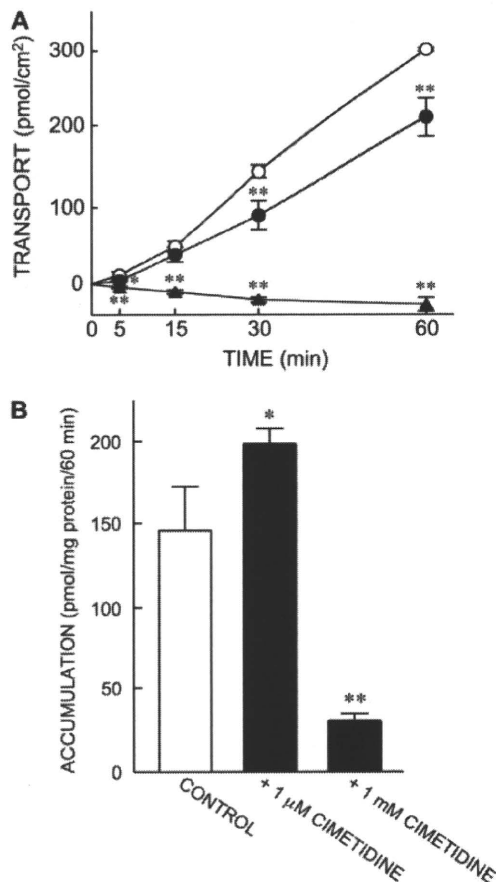 A
TRANSPORT (pmol/cm²)
300
200
100
0
**
**
**
*
**
**
**
**
0 5 15 30 60
TIME (min)
B
ACCUMULATION (pmol/mg protein/60 min)
200
150
100
50
0
*
**
CONTROL
+ 1 μM CIMETIDINE
+ 1 mM CIMETIDINE